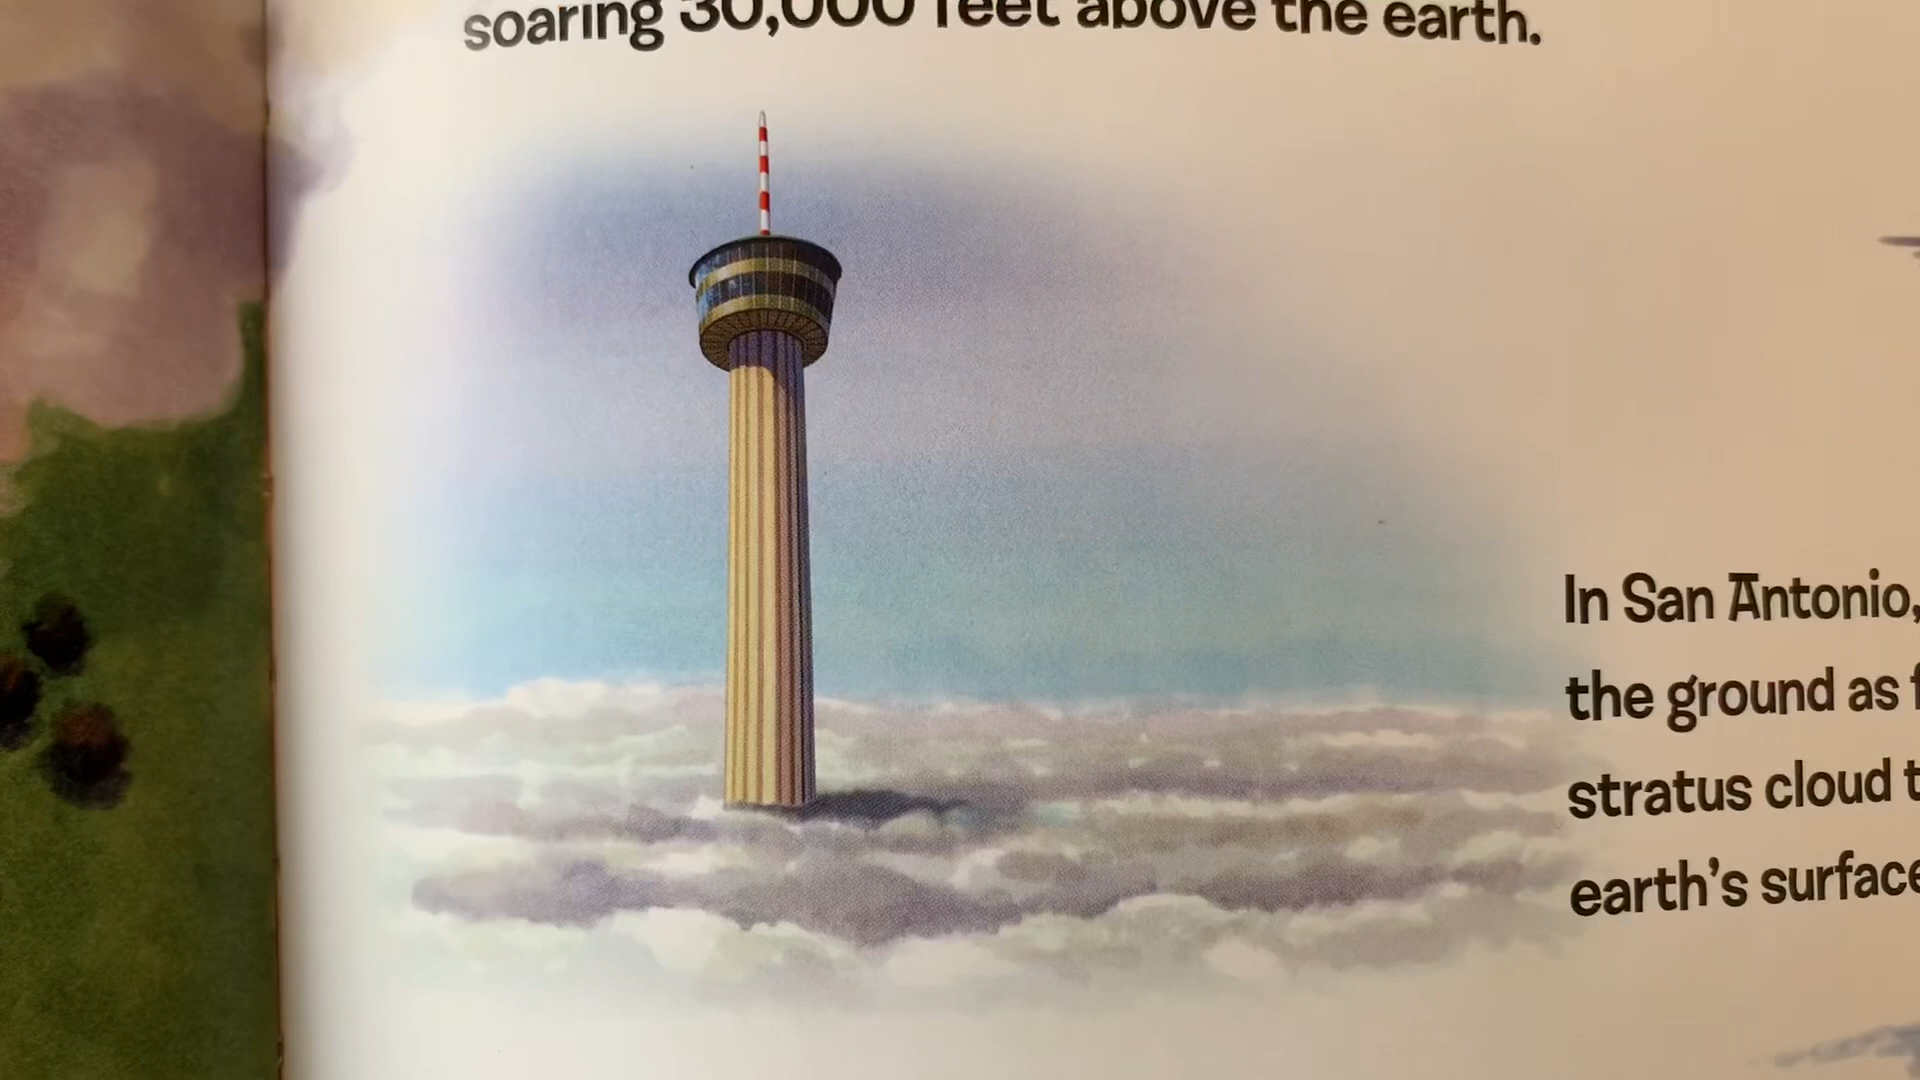 soaring 30,000 feet above the earth.
In San Antonio,
the ground as
stratus cloud
earth's surface